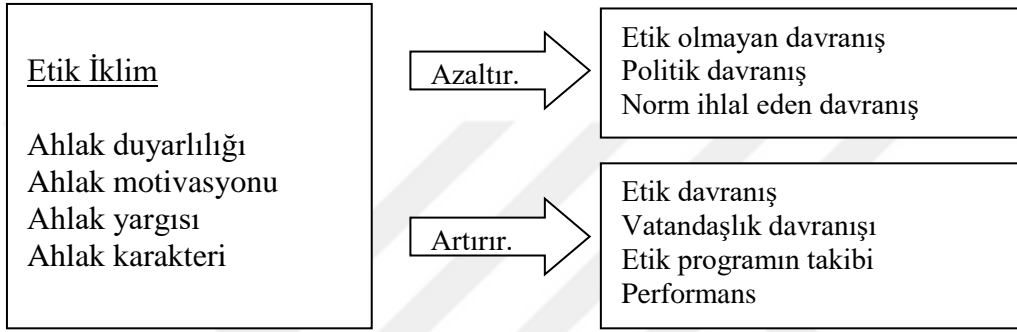 Etik İklim
Ahlak duyarlılığı
Ahlak motivasyonu
Ahlak yargısı
Ahlak karakteri
Azaltır.
Etik olmayan davranış
Politik davranış
Norm ihlal eden davranış
Artırır.
Etik davranış
Vatandaşlık davranışı
Etik programın takibi
Performans